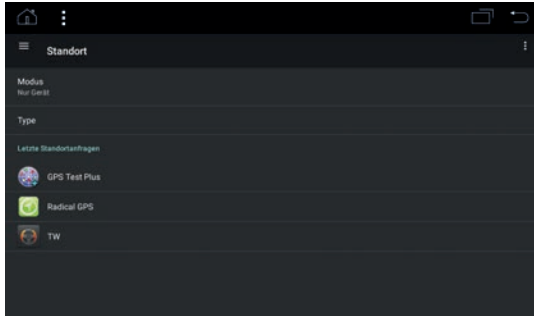 Standort
Modus
Nur Gerät
Type
Letzte Standortanfragen
GPS Test Plus
Radical GPS
TW